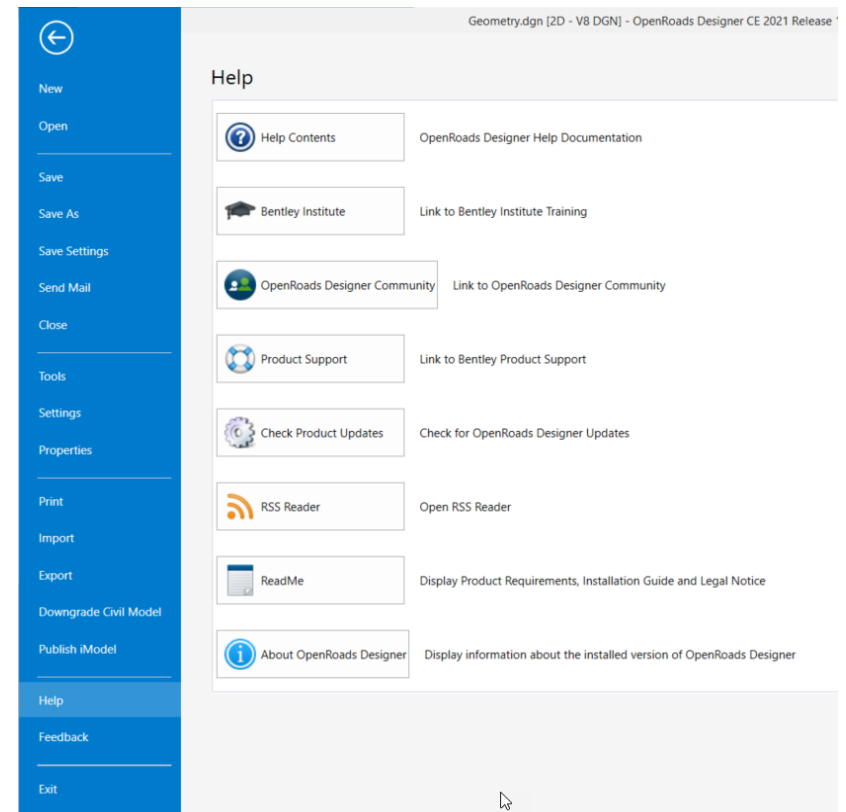 Geometry.dgn [2D - V8 DGN] - OpenRoads Designer CE 2021 Release
New
Open
Save
Save As
Save Settings
Send Mail
Close
Tools
Settings
Properties
Print
Import
Export
Downgrade Civil Model
Publish iModel
Help
Feedback
Exit
Help
Help Contents OpenRoads Designer Help Documentation
Bentley Institute Link to Bentley Institute Training
OpenRoads Designer Community Link to OpenRoads Designer Community
Product Support Link to Bentley Product Support
Check Product Updates Check for OpenRoads Designer Updates
RSS Reader Open RSS Reader
ReadMe Display Product Requirements, Installation Guide and Legal Notice
About OpenRoads Designer Display information about the installed version of OpenRoads Designer